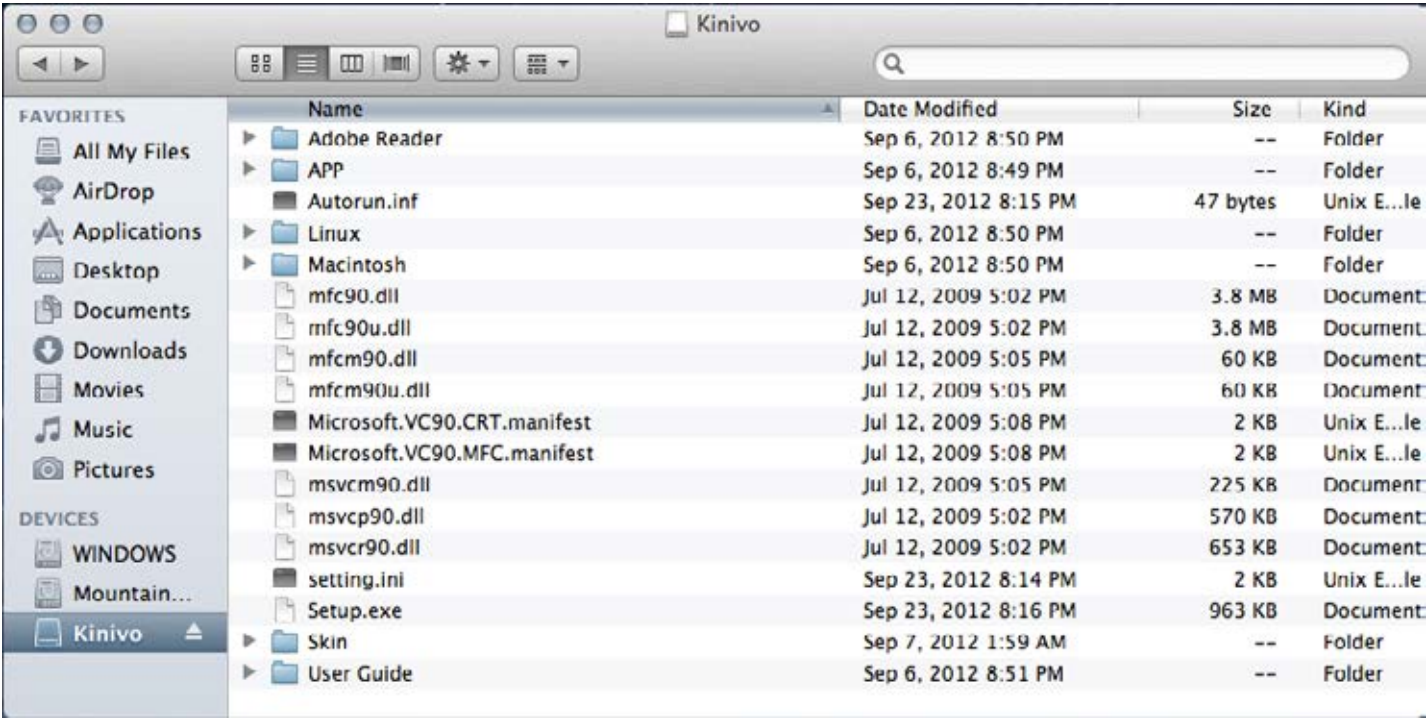 Kinivo
FAVORITES
All My Files
AirDrop
Applications
Desktop
Documents
Downloads
Movies
Music
Pictures
DEVICES
WINDOWS
Mountain...
Kinivo
Name Date Modified Size Kind
Adobe Reader Sep 6, 2012 8:50 PM -- Folder
APP Sep 6, 2012 8:49 PM -- Folder
Autorun.inf Sep 23, 2012 8:15 PM 47 bytes Unix E...le
Linux Sep 6, 2012 8:50 PM -- Folder
Macintosh Sep 6, 2012 8:50 PM -- Folder
mfc90.dll Jul 12, 2009 5:02 PM 3.8 MB Document
mfc90u.dll Jul 12, 2009 5:02 PM 3.8 MB Document
mfcm90.dll Jul 12, 2009 5:05 PM 60 KB Document
mfcm90u.dll Jul 12, 2009 5:05 PM 60 KB Document
Microsoft.VC90.CRT.manifest Jul 12, 2009 5:08 PM 2 KB Unix E...le
Microsoft.VC90.MFC.manifest Jul 12, 2009 5:08 PM 2 KB Unix E...le
msvcm90.dll Jul 12, 2009 5:05 PM 225 KB Document
msvcp90.dll Jul 12, 2009 5:02 PM 570 KB Document
msvcr90.dll Jul 12, 2009 5:02 PM 653 KB Document
setting.ini Sep 23, 2012 8:14 PM 2 KB Unix E...le
Setup.exe Sep 23, 2012 8:16 PM 963 KB Document
Skin Sep 7, 2012 1:59 AM -- Folder
User Guide Sep 6, 2012 8:51 PM -- Folder